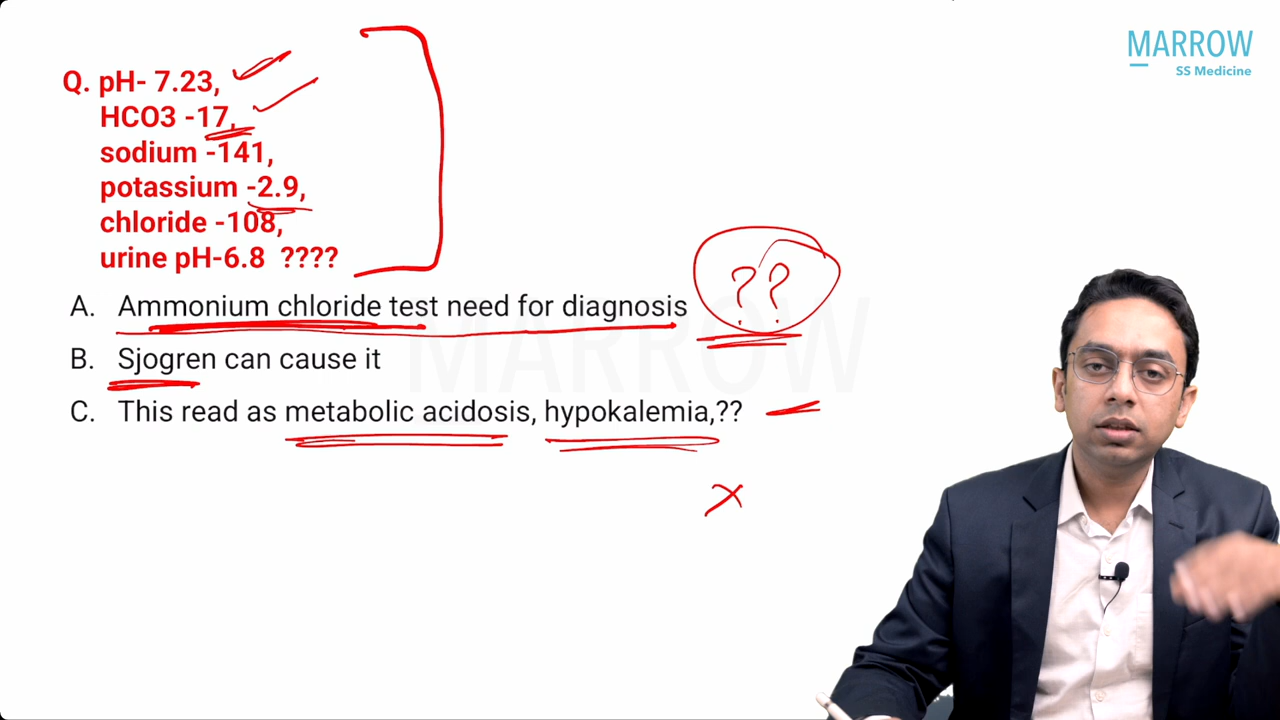 MARROW
SS Medicine
Q. pH- 7.23,
HCO3 -17,
sodium -141,
potassium -2.9,
chloride -108,
urine pH-6.8 ????
??
A. Ammonium chloride test need for diagnosis
B. Sjogren can cause it
C. This read as metabolic acidosis, hypokalemia,??
MARROW